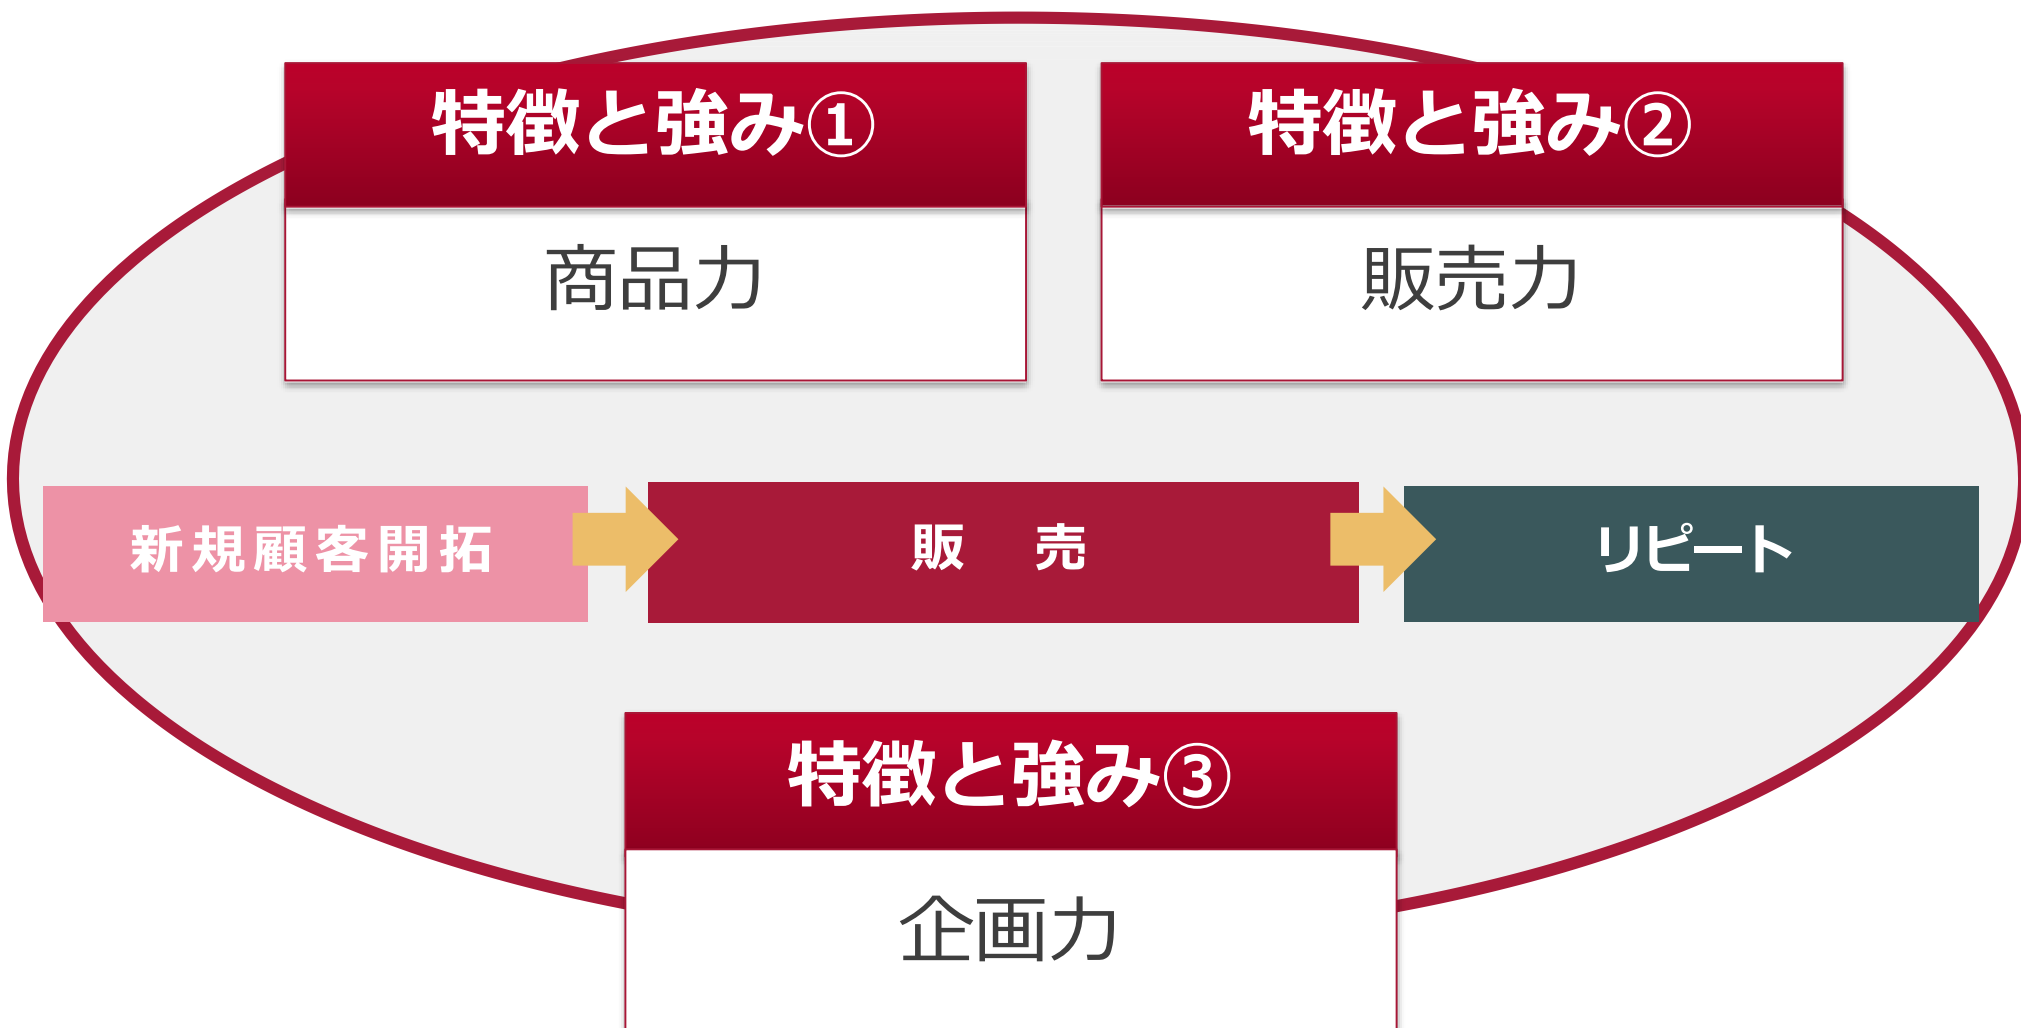 特徴と強み①
商品力
特徴と強み②
販売力
新規顧客開拓
販　売
リピート
特徴と強み③
企画力